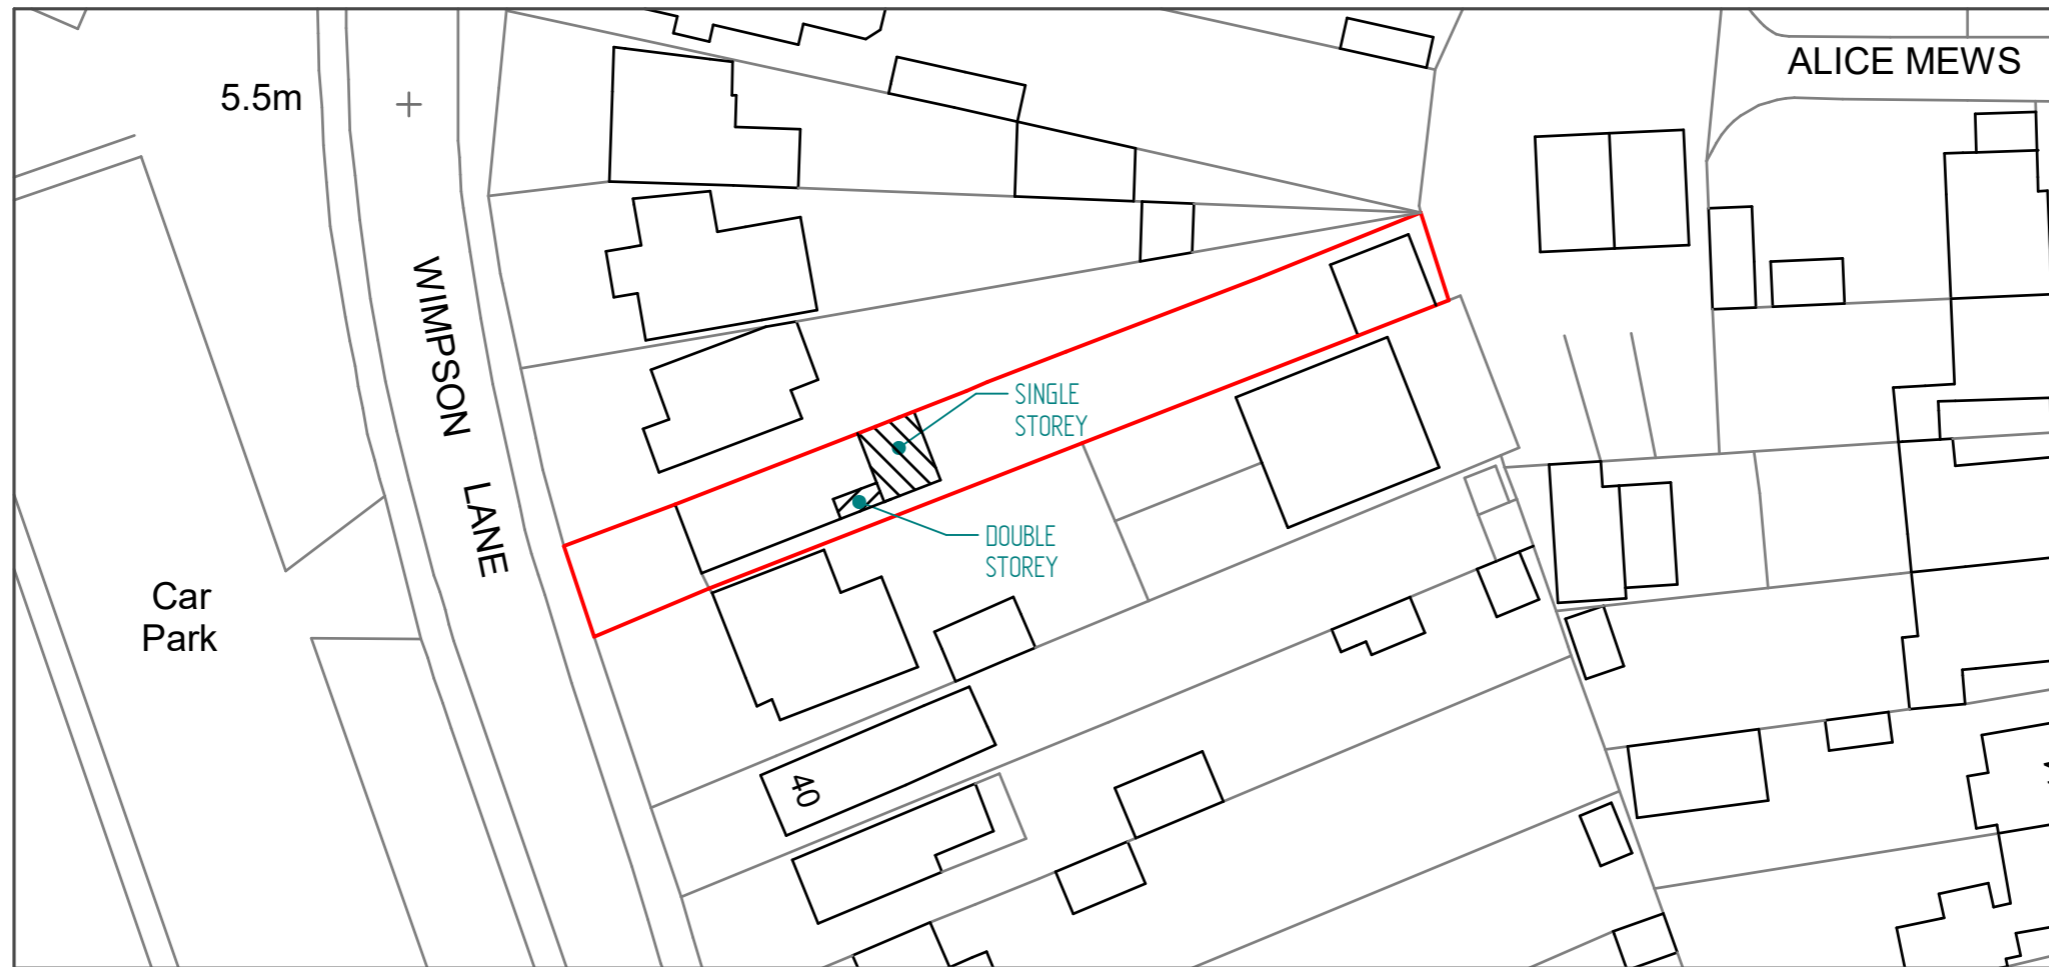 ALICE MEWS
5.5m
WIMPSON LANE
SINGLE
STOREY
DOUBLE
STOREY
Car
Park
40